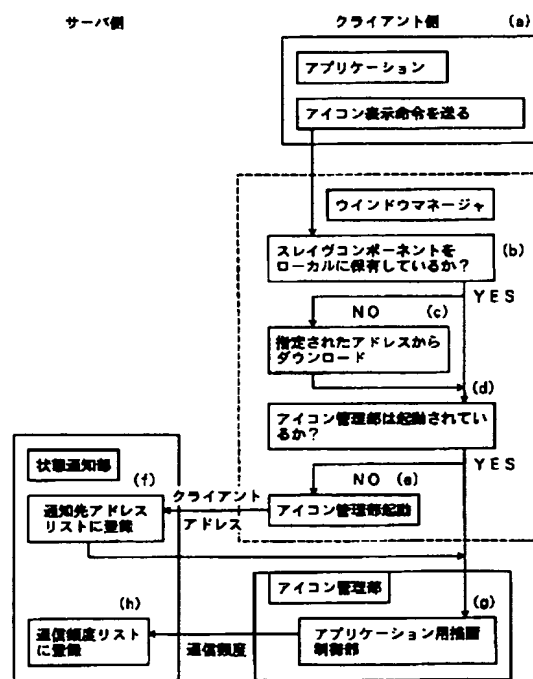 サーバ側
クライアント側
(a)
アプリケーション
アイコン表示命令を送る
ウインドウマネージャ
スレイヴコンポーネントを
ローカルに保有しているか?
(b)
YES
NO
(c)
指定されたアドレスから
ダウンロード
(d)
アイコン管理部は起動されてい
るか?
YES
NO
(e)
アイコン管理部起動
クライアント
アドレス
状態通知部
(f)
通知先アドレス
リストに登録
アイコン管理部
(g)
アプリケーション用描画
制御部
通信頻度
(h)
通信頻度リスト
に登録